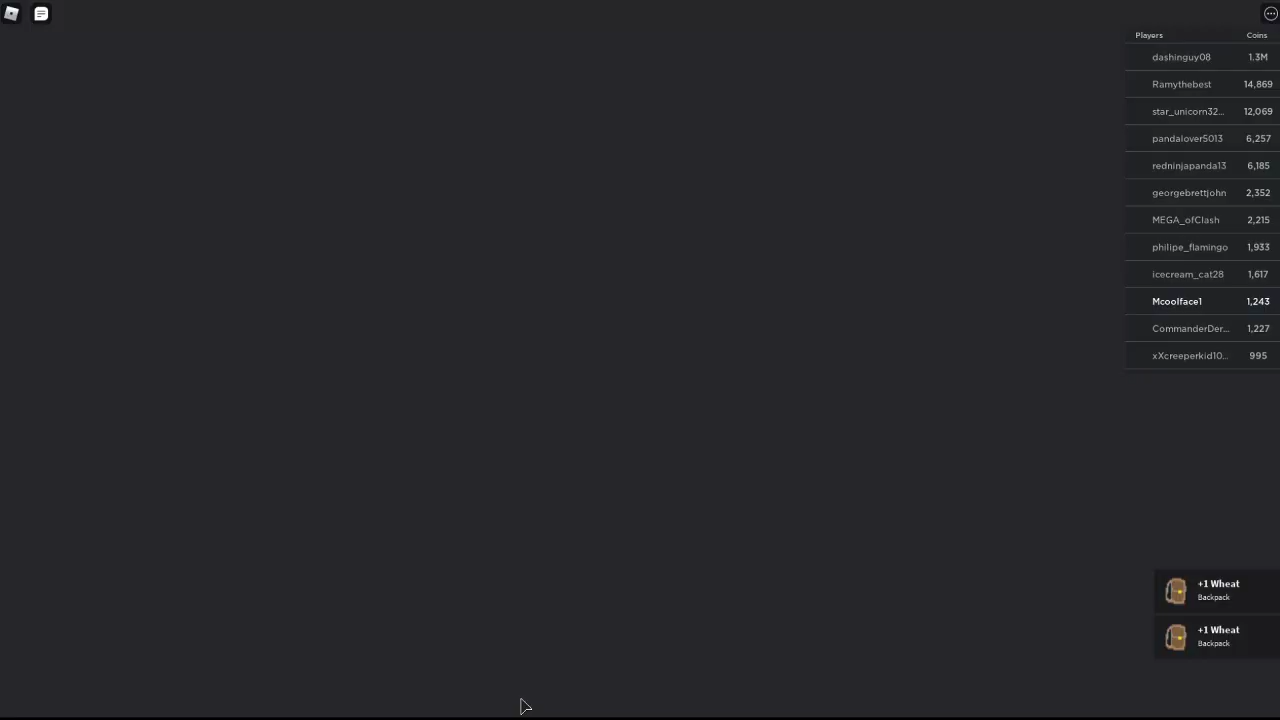 Players Coins
dashinguy08 1.3M
Ramythebest 14,869
star_unicorn32... 12,069
pandalover5013 6,257
redninjapanda13 6,185
georgebrettjohn 2,352
MEGA_ofClash 2,215
philipe_flamingo 1,933
icecream_cat28 1,617
Mcoolface1 1,243
CommanderDer... 1,227
xXcreeperkid10... 995
+1 Wheat
Backpack
+1 Wheat
Backpack